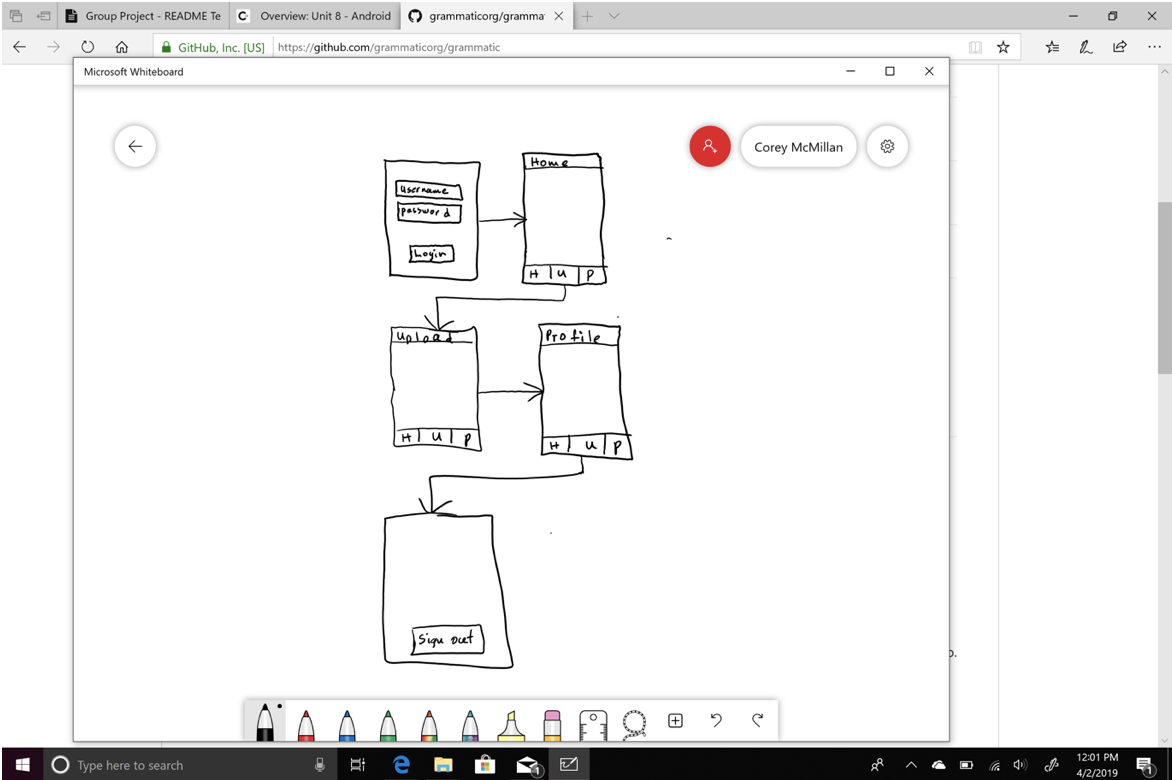 Group Project - README Te
Overview: Unit 8 - Android
grammaticorg/gramma
GitHub, Inc. [US]
https://github.com/grammaticorg/grammatic
Microsoft Whiteboard
Corey McMillan
username
password
Login
Home
H U P
Upload
H U P
Profile
H U P
Sign out
o.
Type here to search
1
12:01 PM
4/2/2019
1